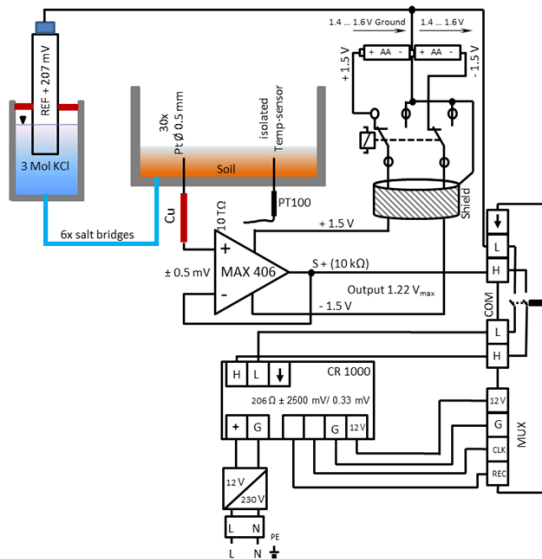 1.4 ... 1.6 V Ground
1.4 ... 1.6 V
+ AA -
+ AA -
+ 1.5 V
- 1.5 V
REF + 207 mV
3 Mol KCl
30x
Pt Ø 0.5 mm
isolated
Temp-sensor
Soil
6x salt bridges
Cu
10 TΩ
PT100
Shield
+ 1.5 V
± 0.5 mV
+
MAX 406
-
S + (10 kΩ)
Output 1.22 Vmax
- 1.5 V
L
H
COM
L
H
H L
CR 1000
206 Ω ± 2500 mV/ 0.33 mV
+ G G 12 V
12 V
G
CLK
REC
MUX
12 V
230 V
L N
PE
L N